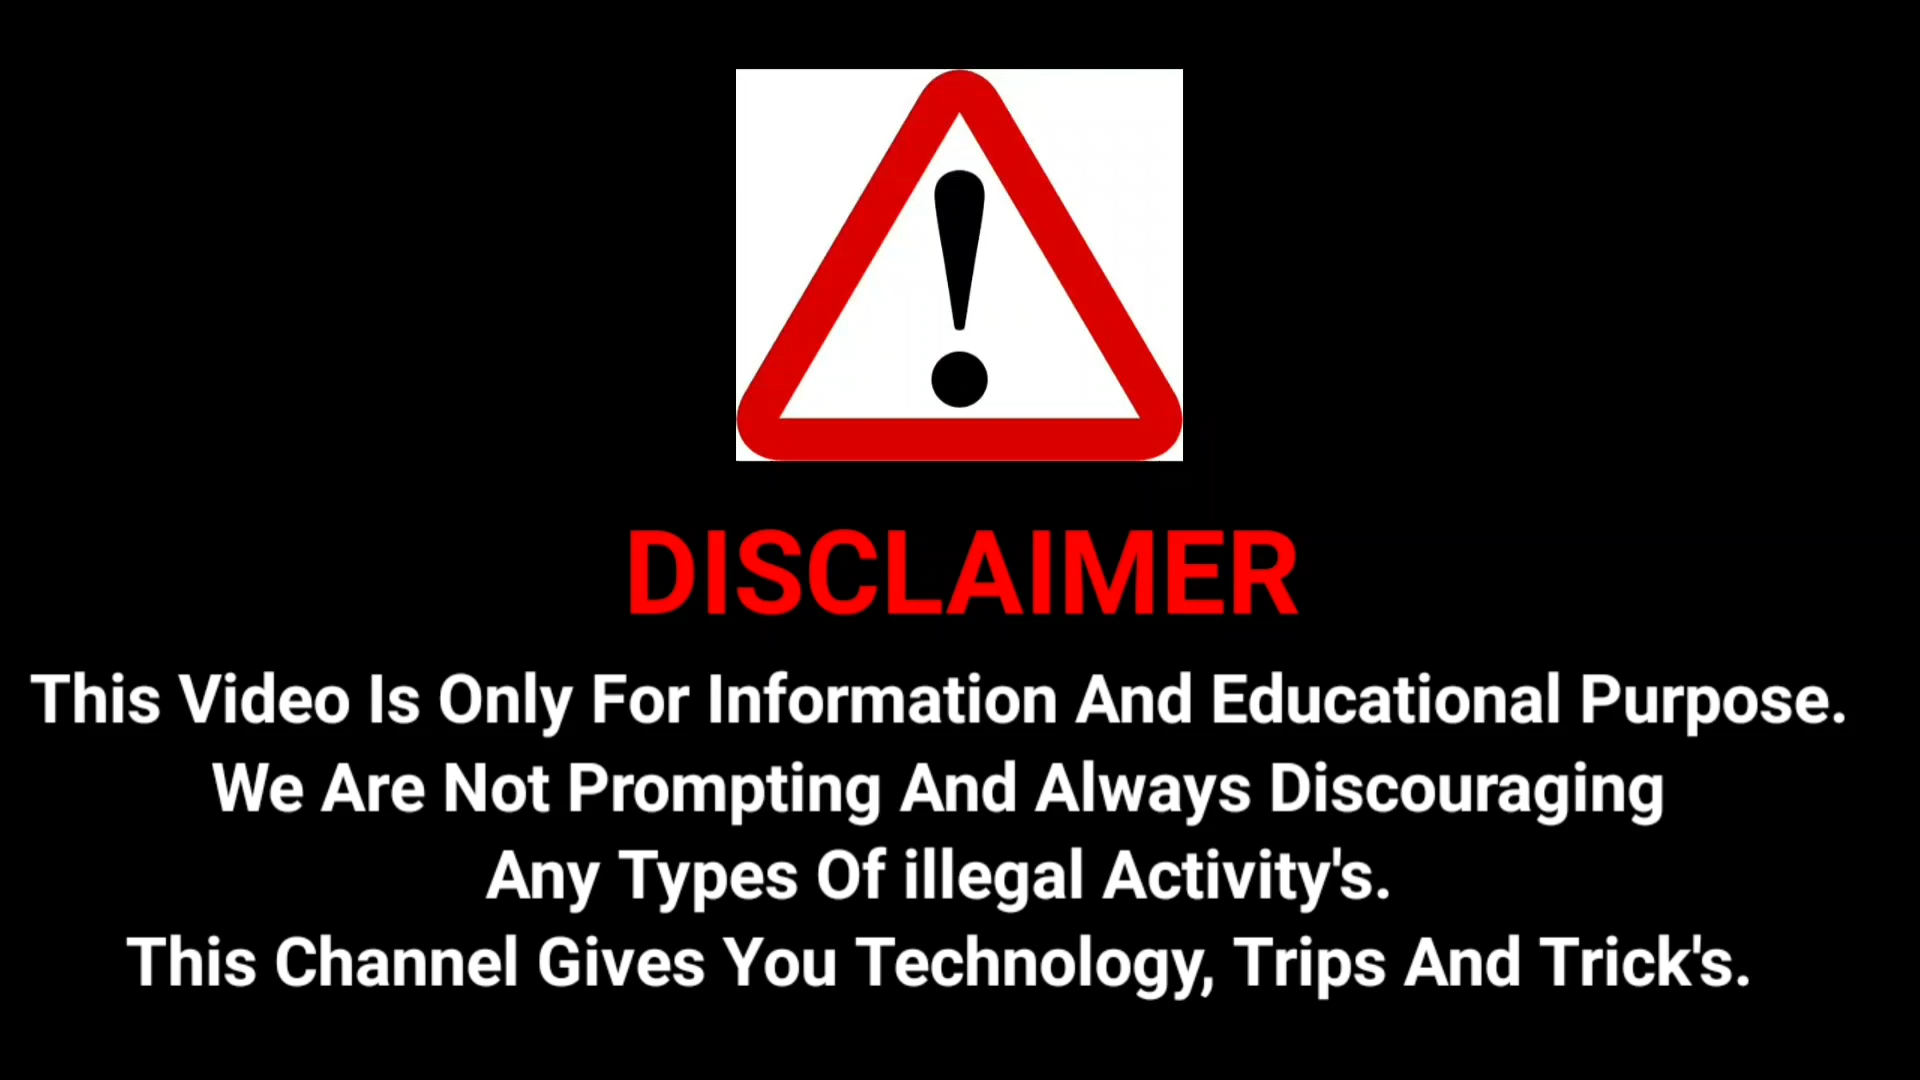 DISCLAIMER
This Video Is Only For Information And Educational Purpose.
We Are Not Prompting And Always Discouraging
Any Types Of illegal Activity's.
This Channel Gives You Technology, Trips And Trick's.